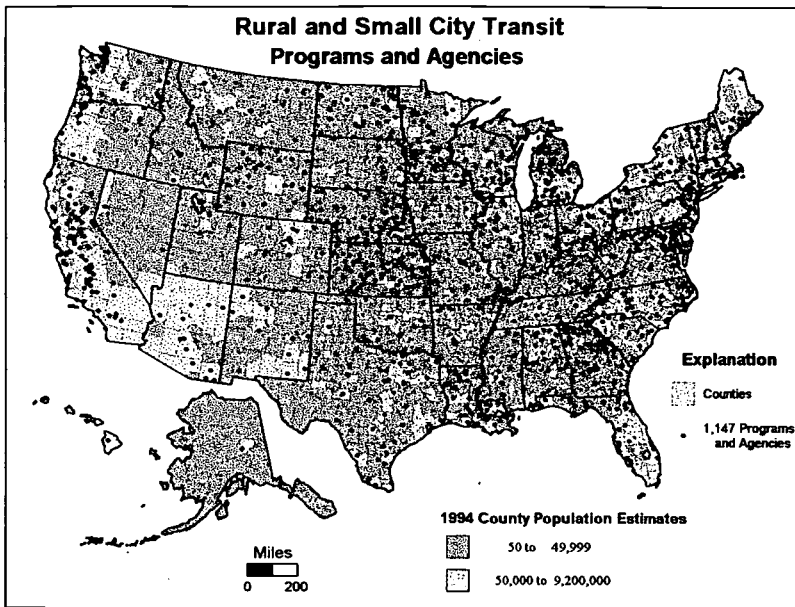 Rural and Small City Transit
Programs and Agencies
Explanation
Counties
1,147 Programs
and Agencies
1994 County Population Estimates
50 to 49,999
50,000 to 9,200,000
Miles
0 200